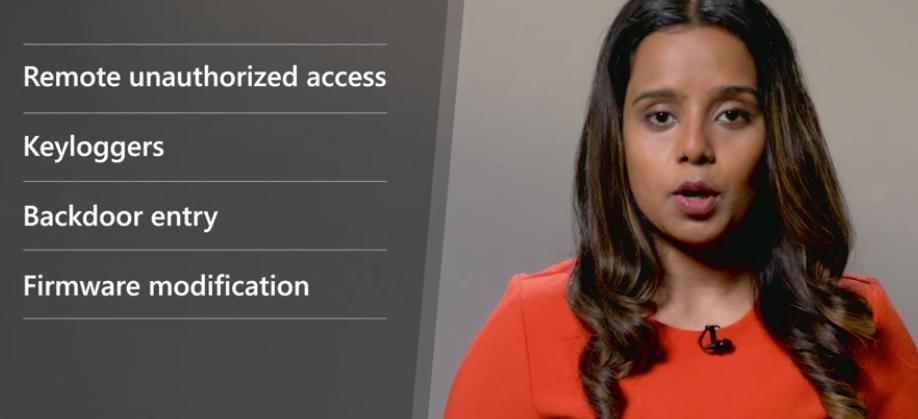 Remote unauthorized access
Keyloggers
Backdoor entry
Firmware modification